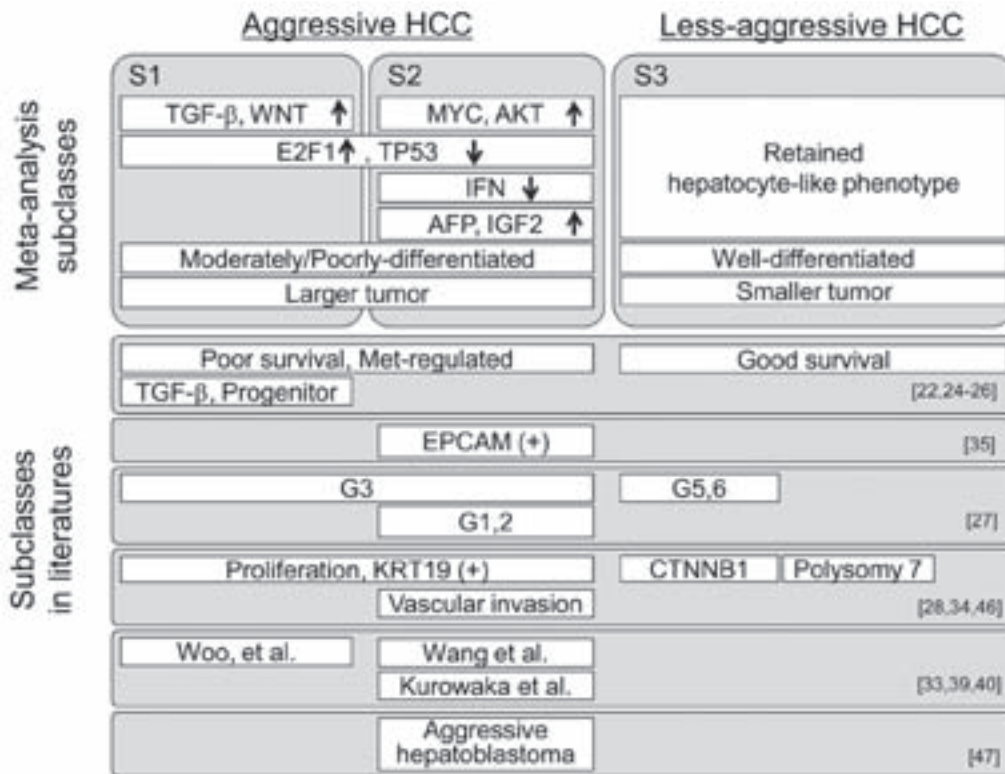 Aggressive HCC
Less-aggressive HCC
Meta-analysis
subclasses
S1
S2
S3
TGF-β, WNT ↑
MYC, AKT ↑
E2F1↑, TP53 ↓
IFN ↓
AFP, IGF2 ↑
Retained
hepatocyte-like phenotype
Moderately/Poorly-differentiated
Well-differentiated
Larger tumor
Smaller tumor
Subclasses
in literatures
Poor survival, Met-regulated
Good survival
TGF-β, Progenitor
[22,24-26]
EPCAM (+)
[35]
G3
G5,6
G1,2
[27]
Proliferation, KRT19 (+)
CTNNB1
Polysomy 7
Vascular invasion
[28,34,46]
Woo, et al.
Wang et al.
Kurowaka et al.
[33,39,40]
Aggressive
hepatoblastoma
[47]